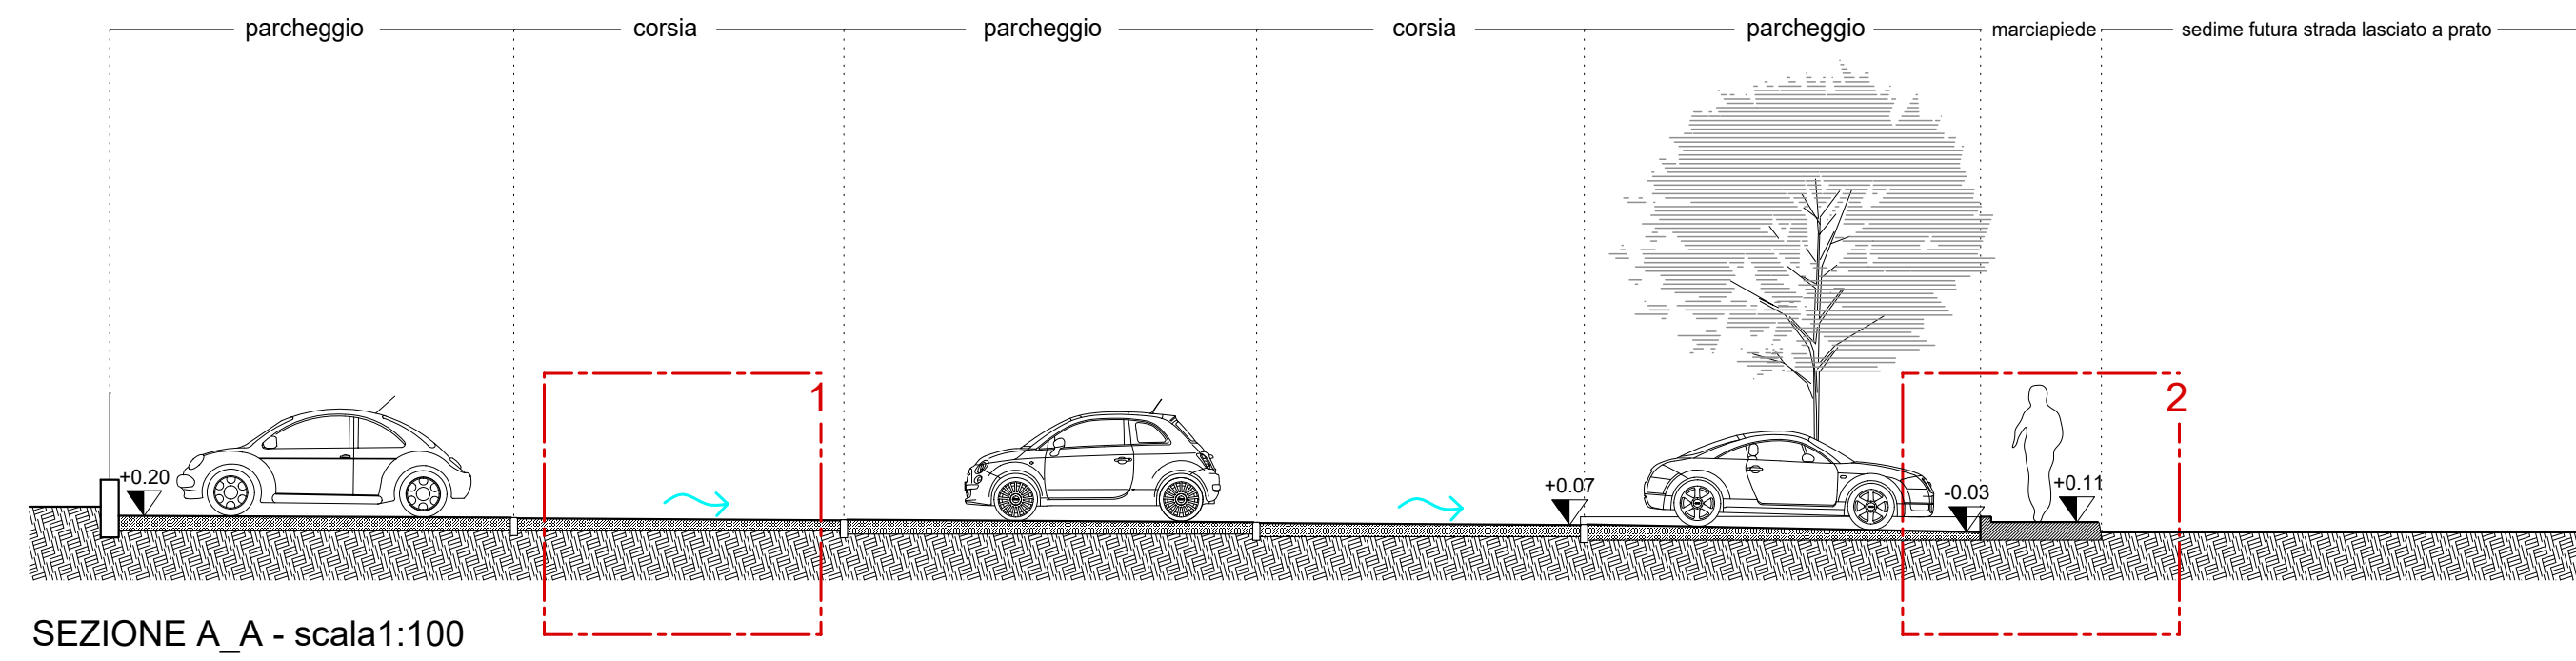 parcheggio
corsia
parcheggio
corsia
parcheggio
marciapiede
sedime futura strada lasciato a prato
1
2
+0.20
+0.07
-0.03
+0.11
SEZIONE A_A - scala1:100